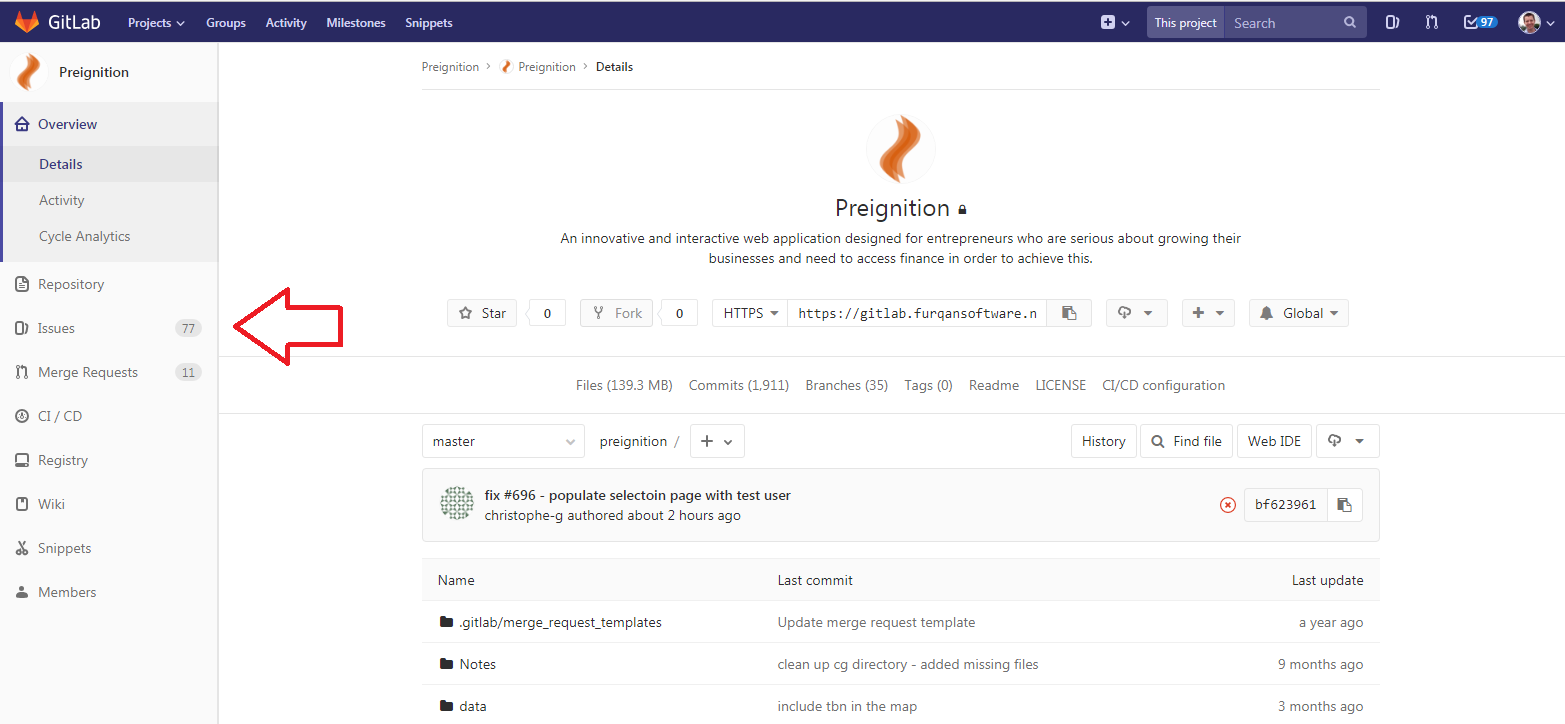 GitLab Projects Groups Activity Milestones Snippets This project Search 97
Preignition
Overview
Details
Activity
Cycle Analytics
Repository
Issues 77
Merge Requests 11
CI / CD
Registry
Wiki
Snippets
Members
Preignition > Preignition > Details
Preignition
An innovative and interactive web application designed for entrepreneurs who are serious about growing their
businesses and need to access finance in order to achieve this.
Star 0 Fork 0 HTTPS https://gitlab.furqansoftware.n Global
Files (139.3 MB) Commits (1,911) Branches (35) Tags (0) Readme LICENSE CI/CD configuration
master preignition / + History Find file Web IDE
fix #696 - populate selectoin page with test user
christophe-g authored about 2 hours ago
bf623961
Name Last commit Last update
.gitlab/merge_request_templates Update merge request template a year ago
Notes clean up cg directory - added missing files 9 months ago
data include tbn in the map 3 months ago